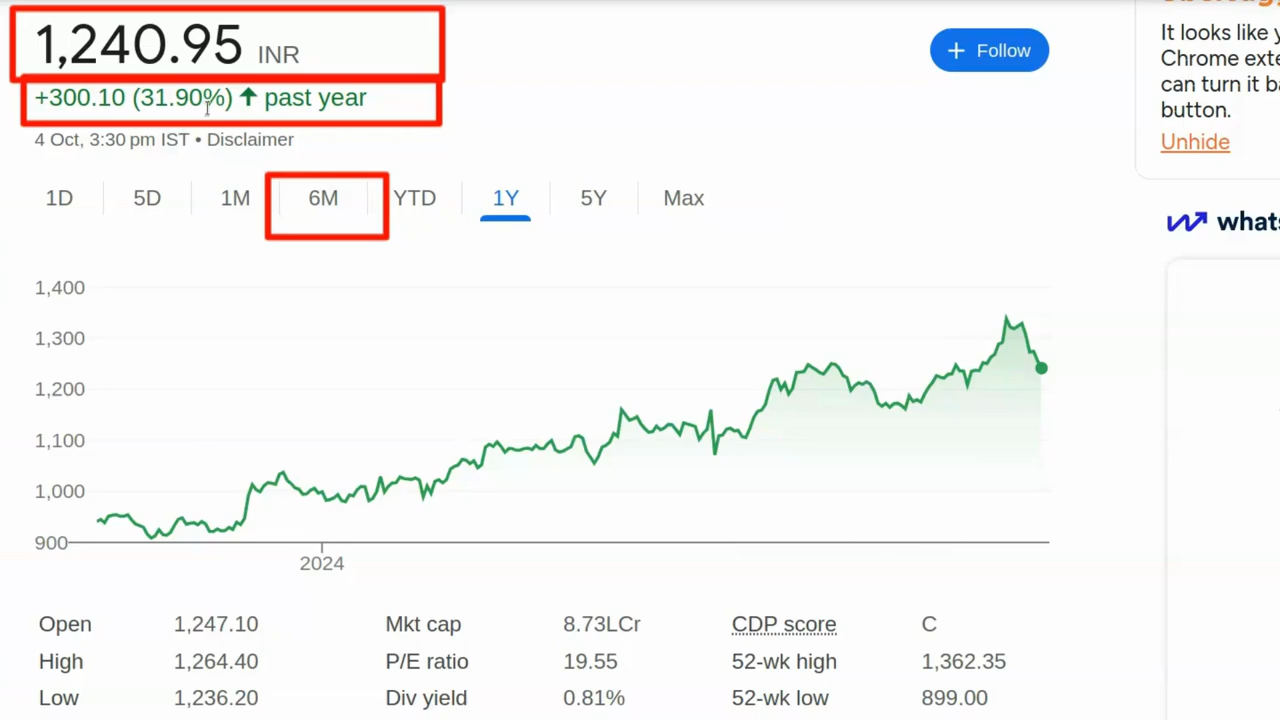 1,240.95 INR
+ Follow
+300.10 (31.90%) ↑ past year
4 Oct, 3:30 pm IST • Disclaimer
1D 5D 1M 6M YTD 1Y 5Y Max
1,400
1,300
1,200
1,100
1,000
900
2024
Open 1,247.10 Mkt cap 8.73LCr CDP score C
High 1,264.40 P/E ratio 19.55 52-wk high 1,362.35
Low 1,236.20 Div yield 0.81% 52-wk low 899.00
It looks like y
Chrome exte
can turn it ba
button.
Unhide
whats